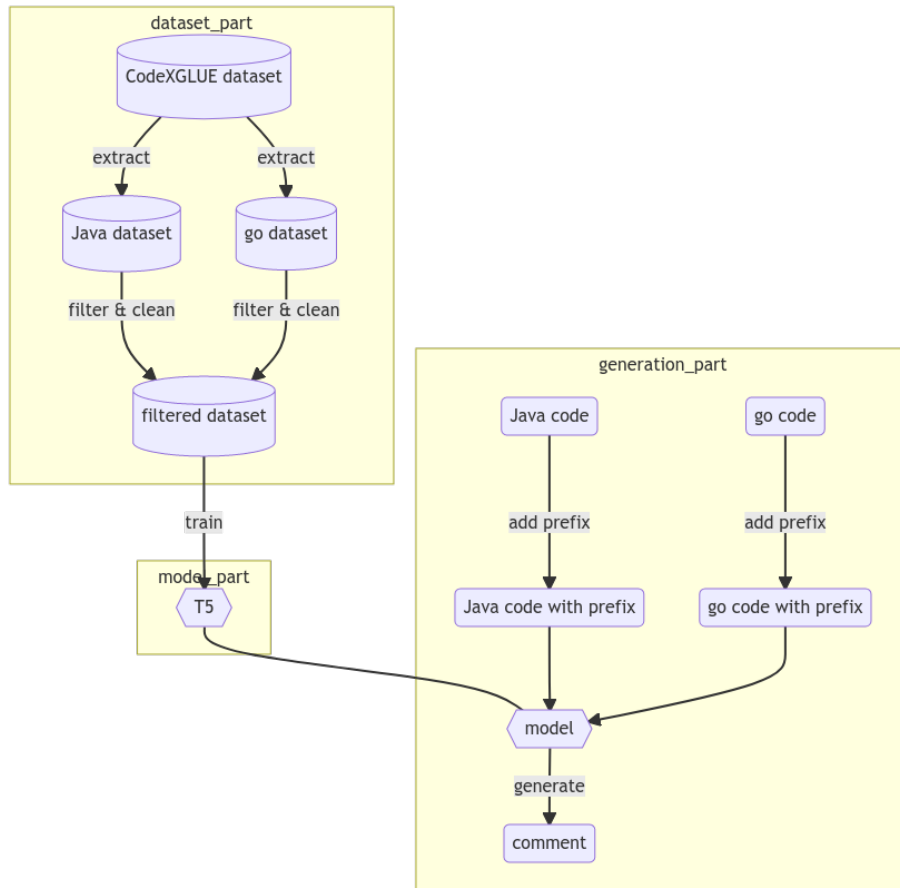 dataset_part
CodeXGLUE dataset
extract
extract
Java dataset
go dataset
filter & clean
filter & clean
filtered dataset
train
model_part
T5
generation_part
Java code
go code
add prefix
add prefix
Java code with prefix
go code with prefix
model
generate
comment